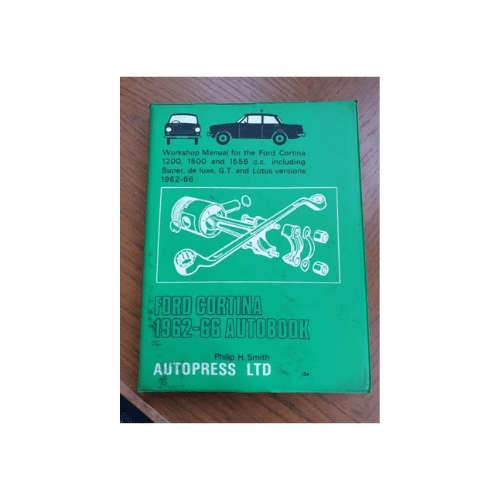 Workshop Manual for the Ford Cortina
1200, 1500 and 1556 c.c. including
Super, de luxe, G.T. and Lotus versions
1962-66
FORD CORTINA
1962-66 AUTOBOOK
Philip H. Smith
AUTOPRESS LTD